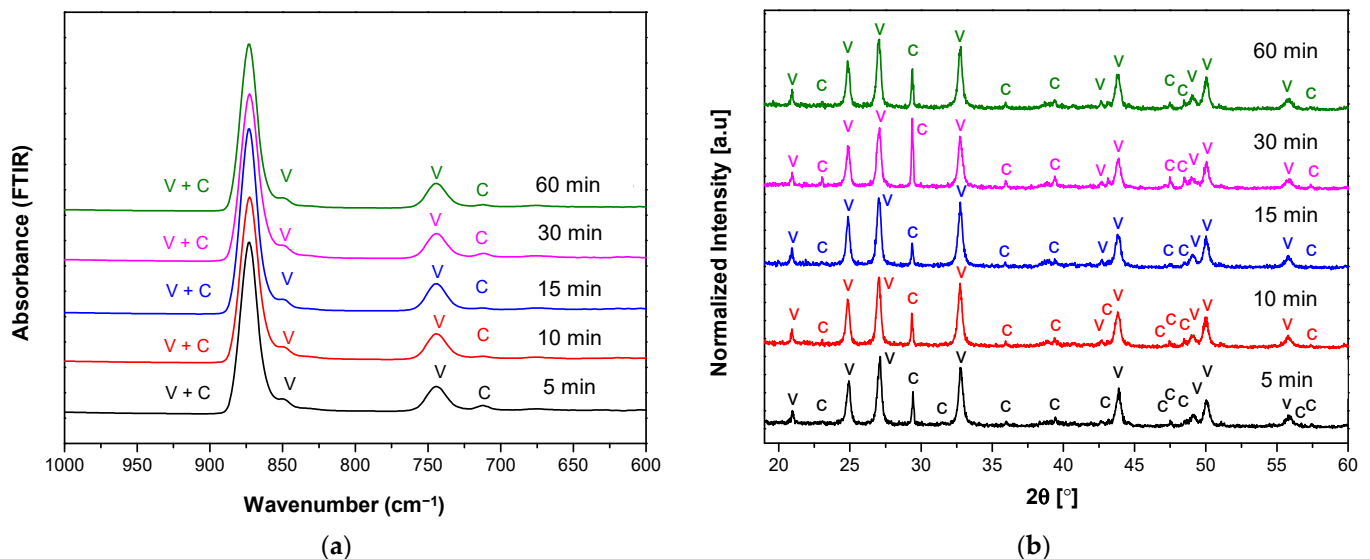 Absorbance (FTIR)
V + C V V C 60 min
V + C V V C 30 min
V + C V V C 15 min
V + C V V C 10 min
V + C V V C 5 min
1000 950 900 850 800 750 700 650 600
Wavenumber (cm⁻¹)
(a)
Normalized Intensity [a.u]
60 min
V C V V C V C C V V C C V V V C
30 min
V C V V C V C C V V C C V V V C
15 min
V C V V V C V C C V V C C V V V C
10 min
V C V V V C V C C V C V C C C V V V C
5 min
V C V V V C C V C C C V C C C V V V C C
20 25 30 35 40 45 50 55 60
2θ [°]
(b)